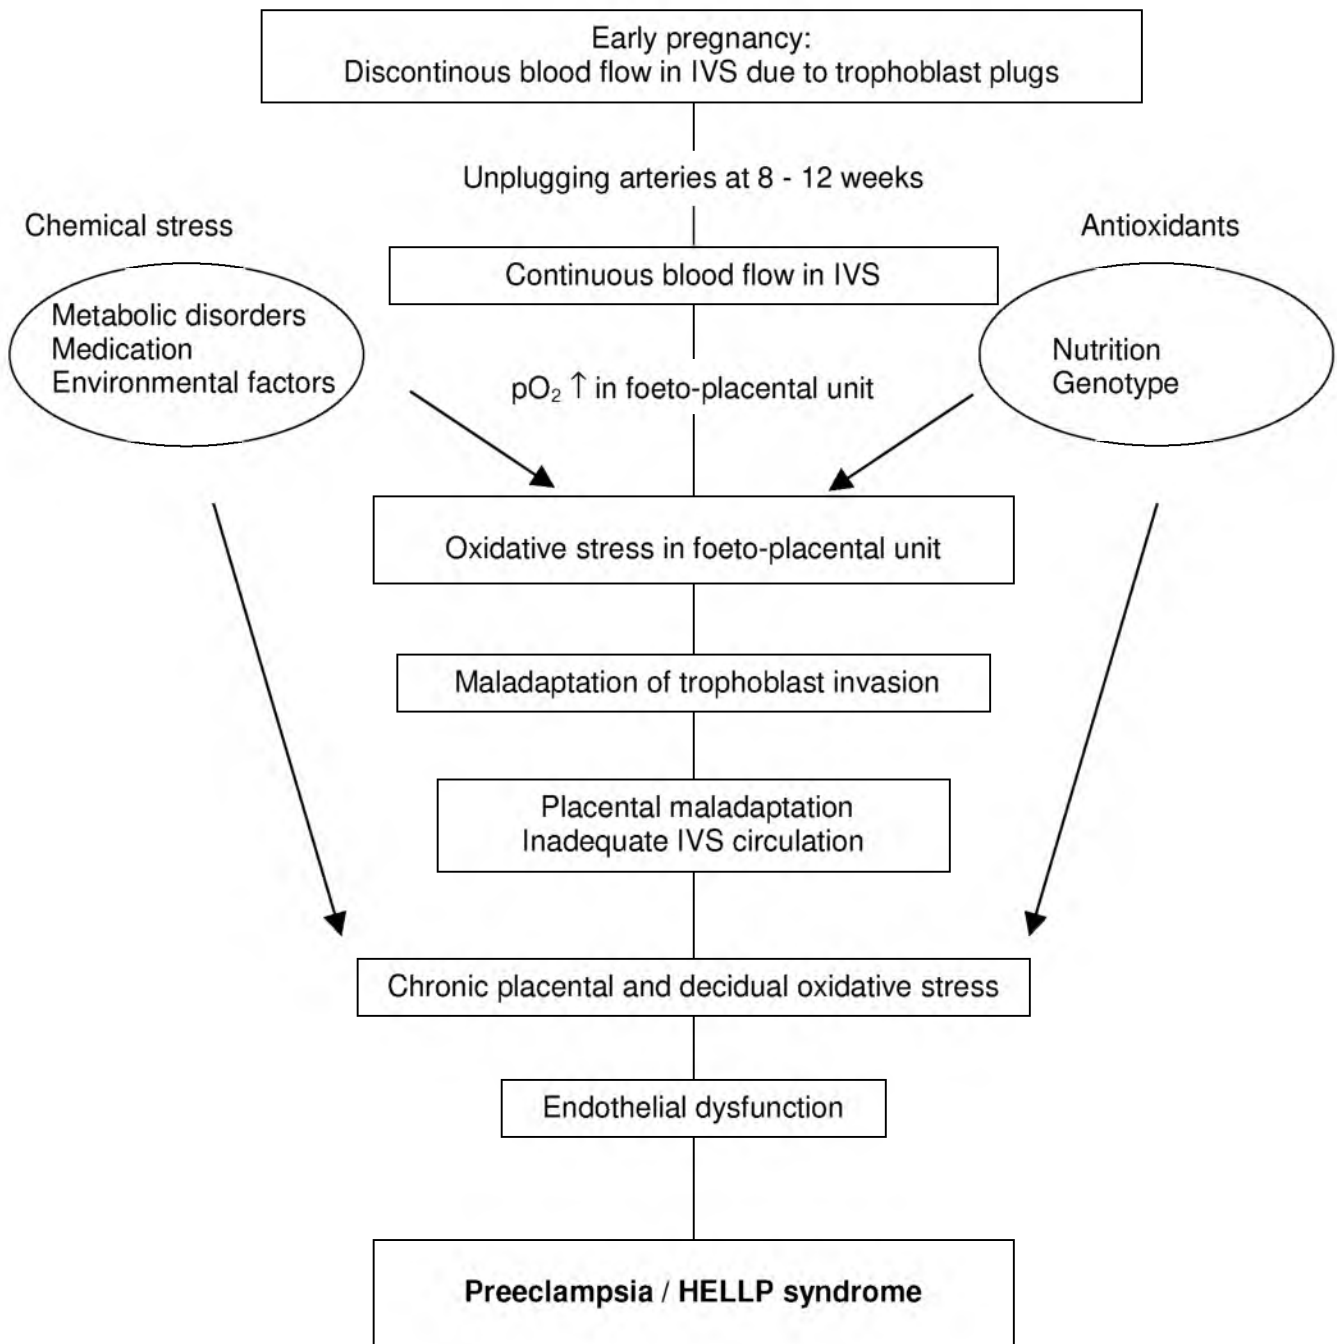 Early pregnancy:
Discontinous blood flow in IVS due to trophoblast plugs
Unplugging arteries at 8 - 12 weeks
Chemical stress
Antioxidants
Continuous blood flow in IVS
Metabolic disorders
Medication
Environmental factors
Nutrition
Genotype
pO₂ ↑ in foeto-placental unit
Oxidative stress in foeto-placental unit
Maladaptation of trophoblast invasion
Placental maladaptation
Inadequate IVS circulation
Chronic placental and decidual oxidative stress
Endothelial dysfunction
Preeclampsia / HELLP syndrome